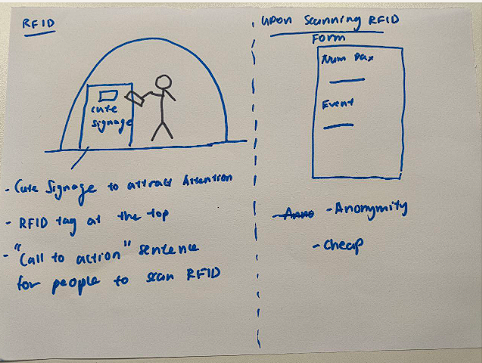 RFID
cute
signage
- Cute Signage to attract Attention
- RFID tag at the top
- "Call to action" sentence
for people to scan RFID
Upon Scanning RFID
Form
Num Pax
Event
- Anonymity
- Cheap